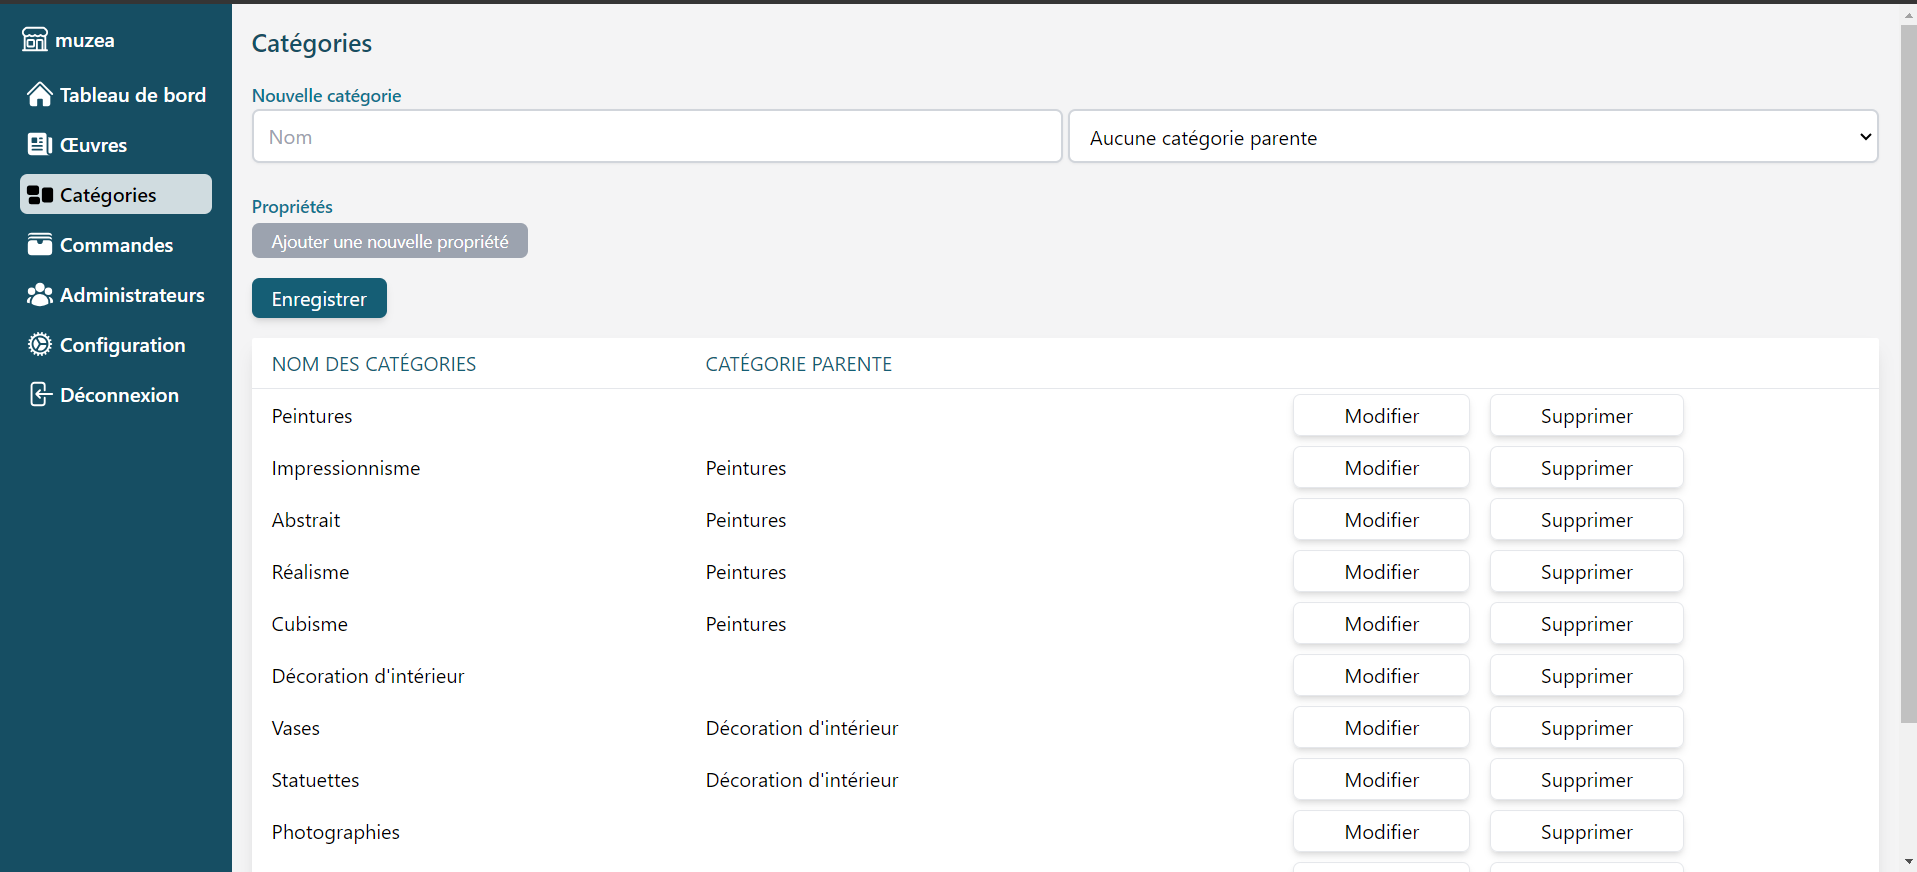 muzea
Tableau de bord
Œuvres
Catégories
Commandes
Administrateurs
Configuration
Déconnexion
Catégories
Nouvelle catégorie
Nom
Aucune catégorie parente
Propriétés
Ajouter une nouvelle propriété
Enregistrer
NOM DES CATÉGORIES CATÉGORIE PARENTE
Peintures Modifier Supprimer
Impressionnisme Peintures Modifier Supprimer
Abstrait Peintures Modifier Supprimer
Réalisme Peintures Modifier Supprimer
Cubisme Peintures Modifier Supprimer
Décoration d'intérieur Modifier Supprimer
Vases Décoration d'intérieur Modifier Supprimer
Statuettes Décoration d'intérieur Modifier Supprimer
Photographies Modifier Supprimer